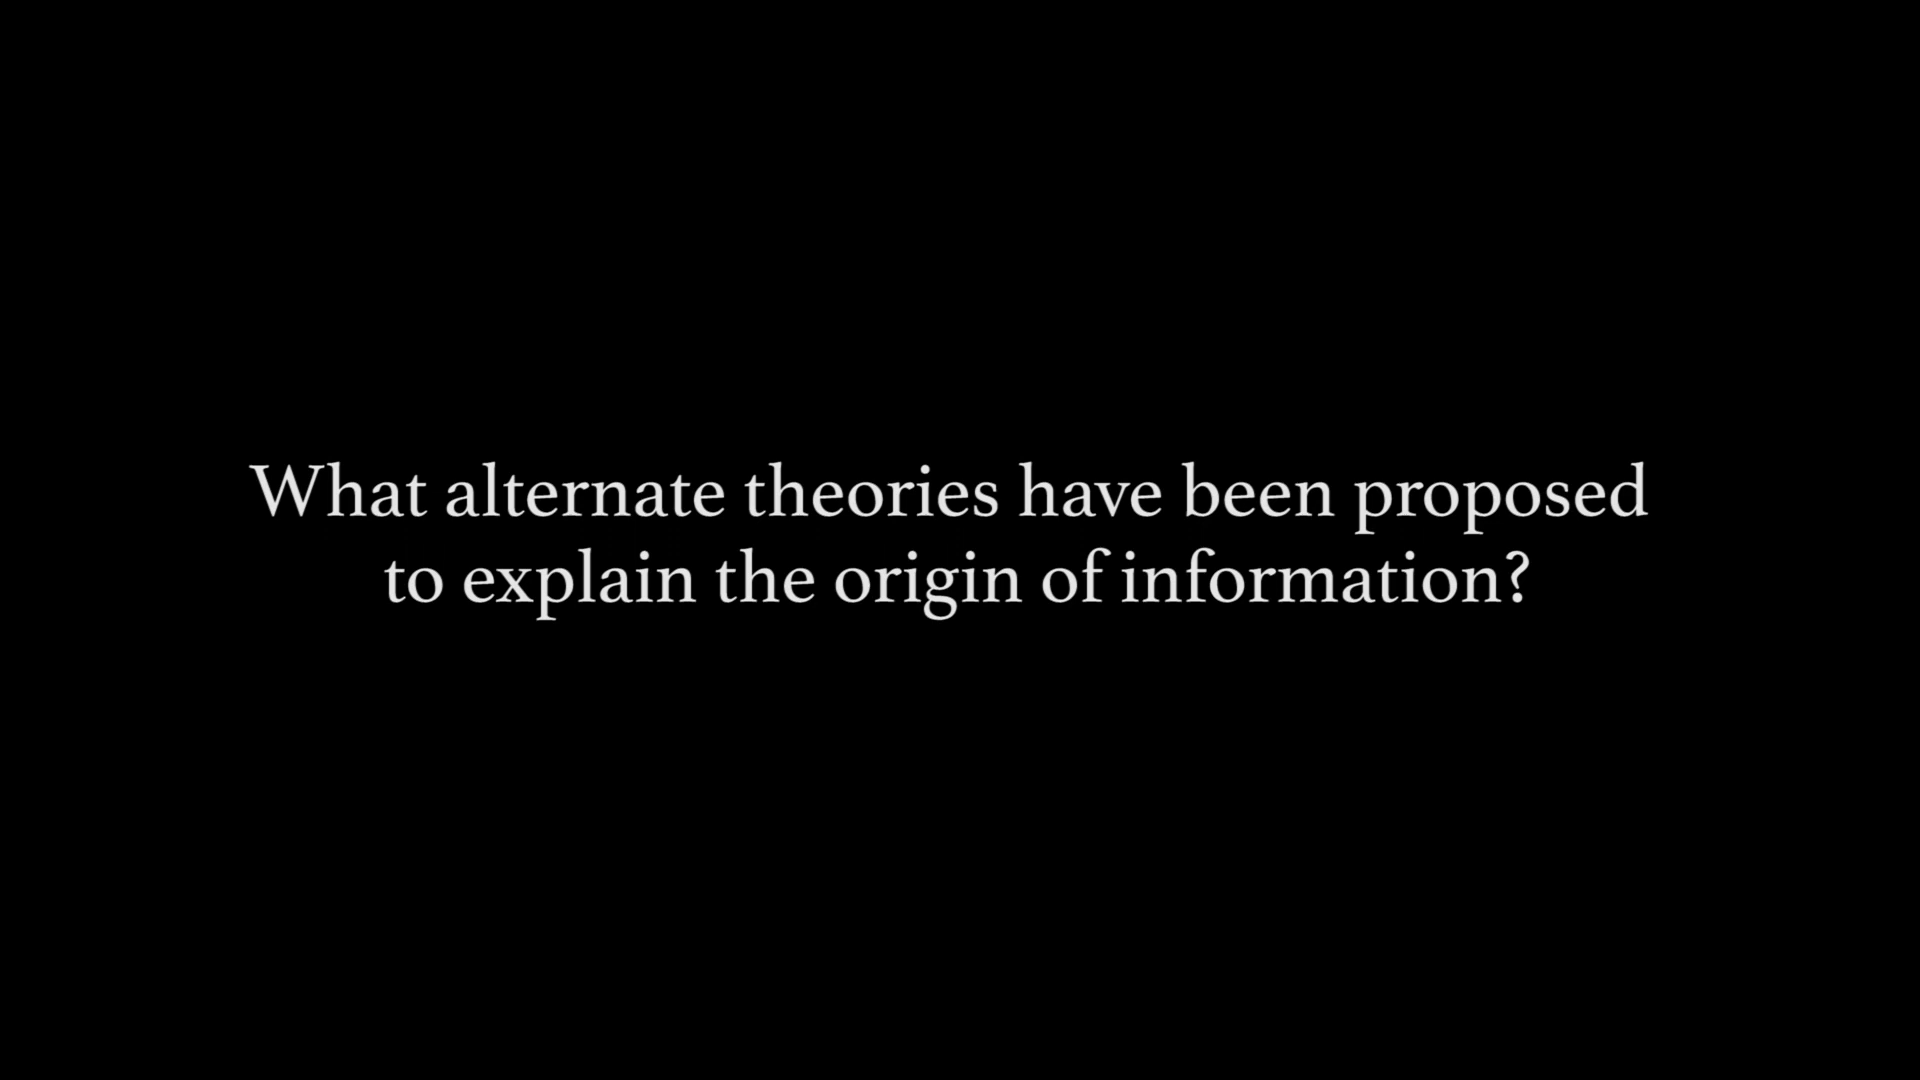 What alternate theories have been proposed
to explain the origin of information?